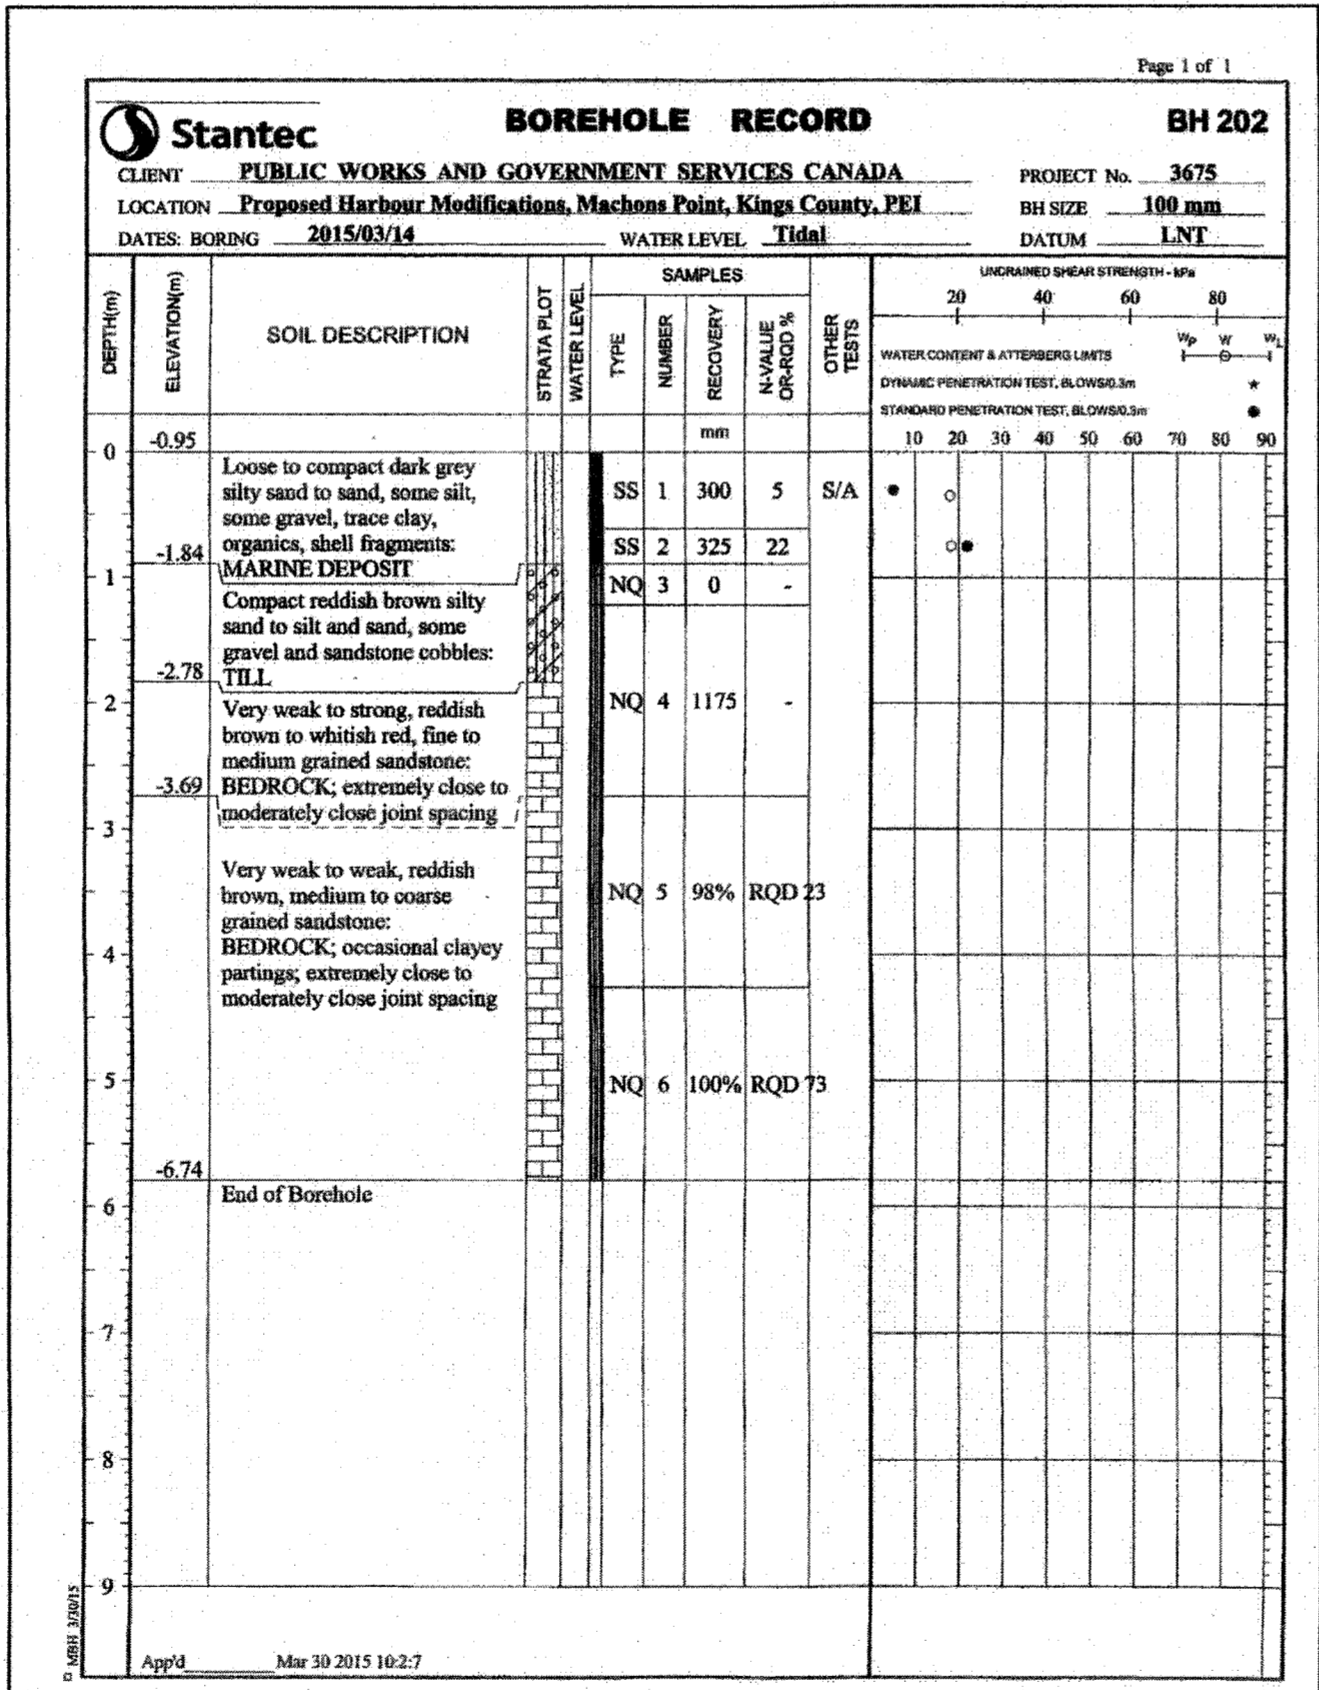 Page 1 of 1
Stantec
BOREHOLE RECORD
BH 202
CLIENT PUBLIC WORKS AND GOVERNMENT SERVICES CANADA PROJECT No. 3675
LOCATION Proposed Harbour Modifications, Machons Point, Kings County, PEI BH SIZE 100 mm
DATES: BORING 2015/03/14 WATER LEVEL Tidal DATUM LNT
DEPTH(m)
ELEVATION(m)
SOIL DESCRIPTION
STRATA PLOT
WATER LEVEL
SAMPLES
TYPE
NUMBER
RECOVERY
N-VALUE
OR-RQD %
OTHER
TESTS
UNDRAINED SHEAR STRENGTH - kPa
20 40 60 80
WP W WL
WATER CONTENT & ATTERBERG LIMITS
DYNAMIC PENETRATION TEST, BLOWS/0.3m ★
STANDARD PENETRATION TEST, BLOWS/0.3m ●
mm
10 20 30 40 50 60 70 80 90
-0.95
0
Loose to compact dark grey
silty sand to sand, some silt,
some gravel, trace clay,
organics, shell fragments:
MARINE DEPOSIT
SS 1 300 5 S/A
-1.84
SS 2 325 22
1
NQ 3 0 -
Compact reddish brown silty
sand to silt and sand, some
gravel and sandstone cobbles:
TILL
-2.78
2
NQ 4 1175 -
Very weak to strong, reddish
brown to whitish red, fine to
medium grained sandstone:
BEDROCK; extremely close to
moderately close joint spacing
-3.69
3
Very weak to weak, reddish
brown, medium to coarse
grained sandstone:
BEDROCK; occasional clayey
partings; extremely close to
moderately close joint spacing
NQ 5 98% RQD 23
4
5
NQ 6 100% RQD 73
-6.74
End of Borehole
6
7
8
9
MBH 3/30/15
App'd Mar 30 2015 10:2:7